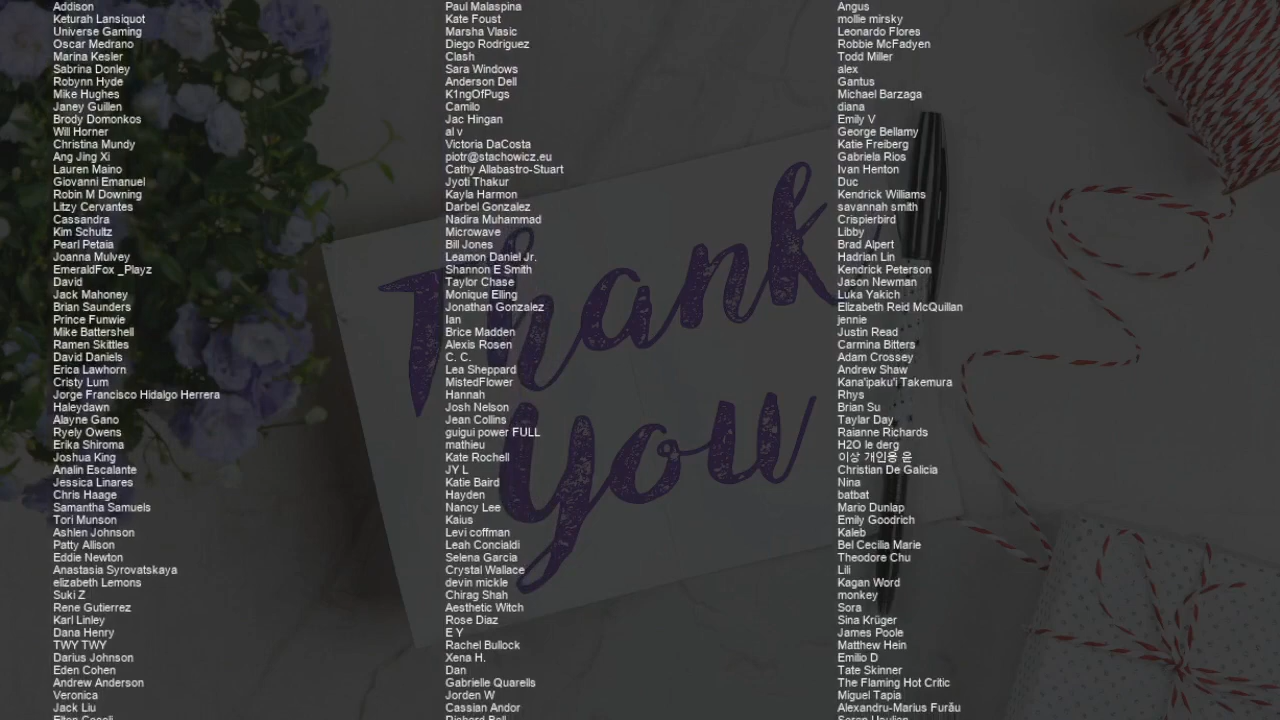 Addison
Keturah Lansiquot
Universe Gaming
Oscar Medrano
Marina Kesler
Sabrina Donley
Robynn Hyde
Mike Hughes
Janey Guillen
Brody Domonkos
Will Horner
Christina Mundy
Ang Jing Xi
Lauren Maino
Giovanni Emanuel
Robin M Downing
Litzy Cervantes
Cassandra
Kim Schultz
Pearl Petaia
Joanna Mulvey
EmeraldFox _Playz
David
Jack Mahoney
Brian Saunders
Prince Funwie
Mike Battershell
Ramen Skittles
David Daniels
Erica Lawhorn
Cristy Lum
Jorge Francisco Hidalgo Herrera
Haleydawn
Alayne Gano
Ryely Owens
Erika Shiroma
Joshua King
Analin Escalante
Jessica Linares
Chris Haage
Samantha Samuels
Tori Munson
Ashlen Johnson
Patty Allison
Eddie Newton
Anastasia Syrovatskaya
elizabeth Lemons
Suki Z
Rene Gutierrez
Karl Linley
Dana Henry
TWY TWY
Darius Johnson
Eden Cohen
Andrew Anderson
Veronica
Jack Liu
Paul Malaspina
Kate Foust
Marsha Vlasic
Diego Rodriguez
Clash
Sara Windows
Anderson Dell
K1ngOfPugs
Camilo
Jac Hingan
al v
Victoria DaCosta
piotr@stachowicz.eu
Cathy Allabastro-Stuart
Jyoti Thakur
Kayla Harmon
Darbel Gonzalez
Nadira Muhammad
Microwave
Bill Jones
Leamon Daniel Jr.
Shannon E Smith
Taylor Chase
Monique Elling
Jonathan Gonzalez
Ian
Brice Madden
Alexis Rosen
C. C.
Lea Sheppard
MistedFlower
Hannah
Josh Nelson
Jean Collins
guigui power FULL
mathieu
Kate Rochell
JY L
Katie Baird
Hayden
Nancy Lee
Kaius
Levi coffman
Leah Concialdi
Selena Garcia
Crystal Wallace
devin mickle
Chirag Shah
Aesthetic Witch
Rose Diaz
E Y
Rachel Bullock
Xena H.
Dan
Gabrielle Quarells
Jorden W
Cassian Andor
Richard Bell
Angus
mollie mirsky
Leonardo Flores
Robbie McFadyen
Todd Miller
alex
Gantus
Michael Barzaga
diana
Emily V
George Bellamy
Katie Freiberg
Gabriela Rios
Ivan Henton
Duc
Kendrick Williams
savannah smith
Crispierbird
Libby
Brad Alpert
Hadrian Lin
Kendrick Peterson
Jason Newman
Luka Yakich
Elizabeth Reid McQuillan
jennie
Justin Read
Carmina Bitters
Adam Crossey
Andrew Shaw
Kana'ipaku'i Takemura
Rhys
Brian Su
Taylar Day
Raianne Richards
H2O le derg
이상 개인용 윤
Christian De Galicia
Nina
batbat
Mario Dunlap
Emily Goodrich
Kaleb
Bel Cecilia Marie
Theodore Chu
Lili
Kagan Word
monkey
Sora
Sina Krüger
James Poole
Matthew Hein
Emilio D
Tate Skinner
The Flaming Hot Critic
Miguel Tapia
Alexandru-Marius Furău
Thank
you